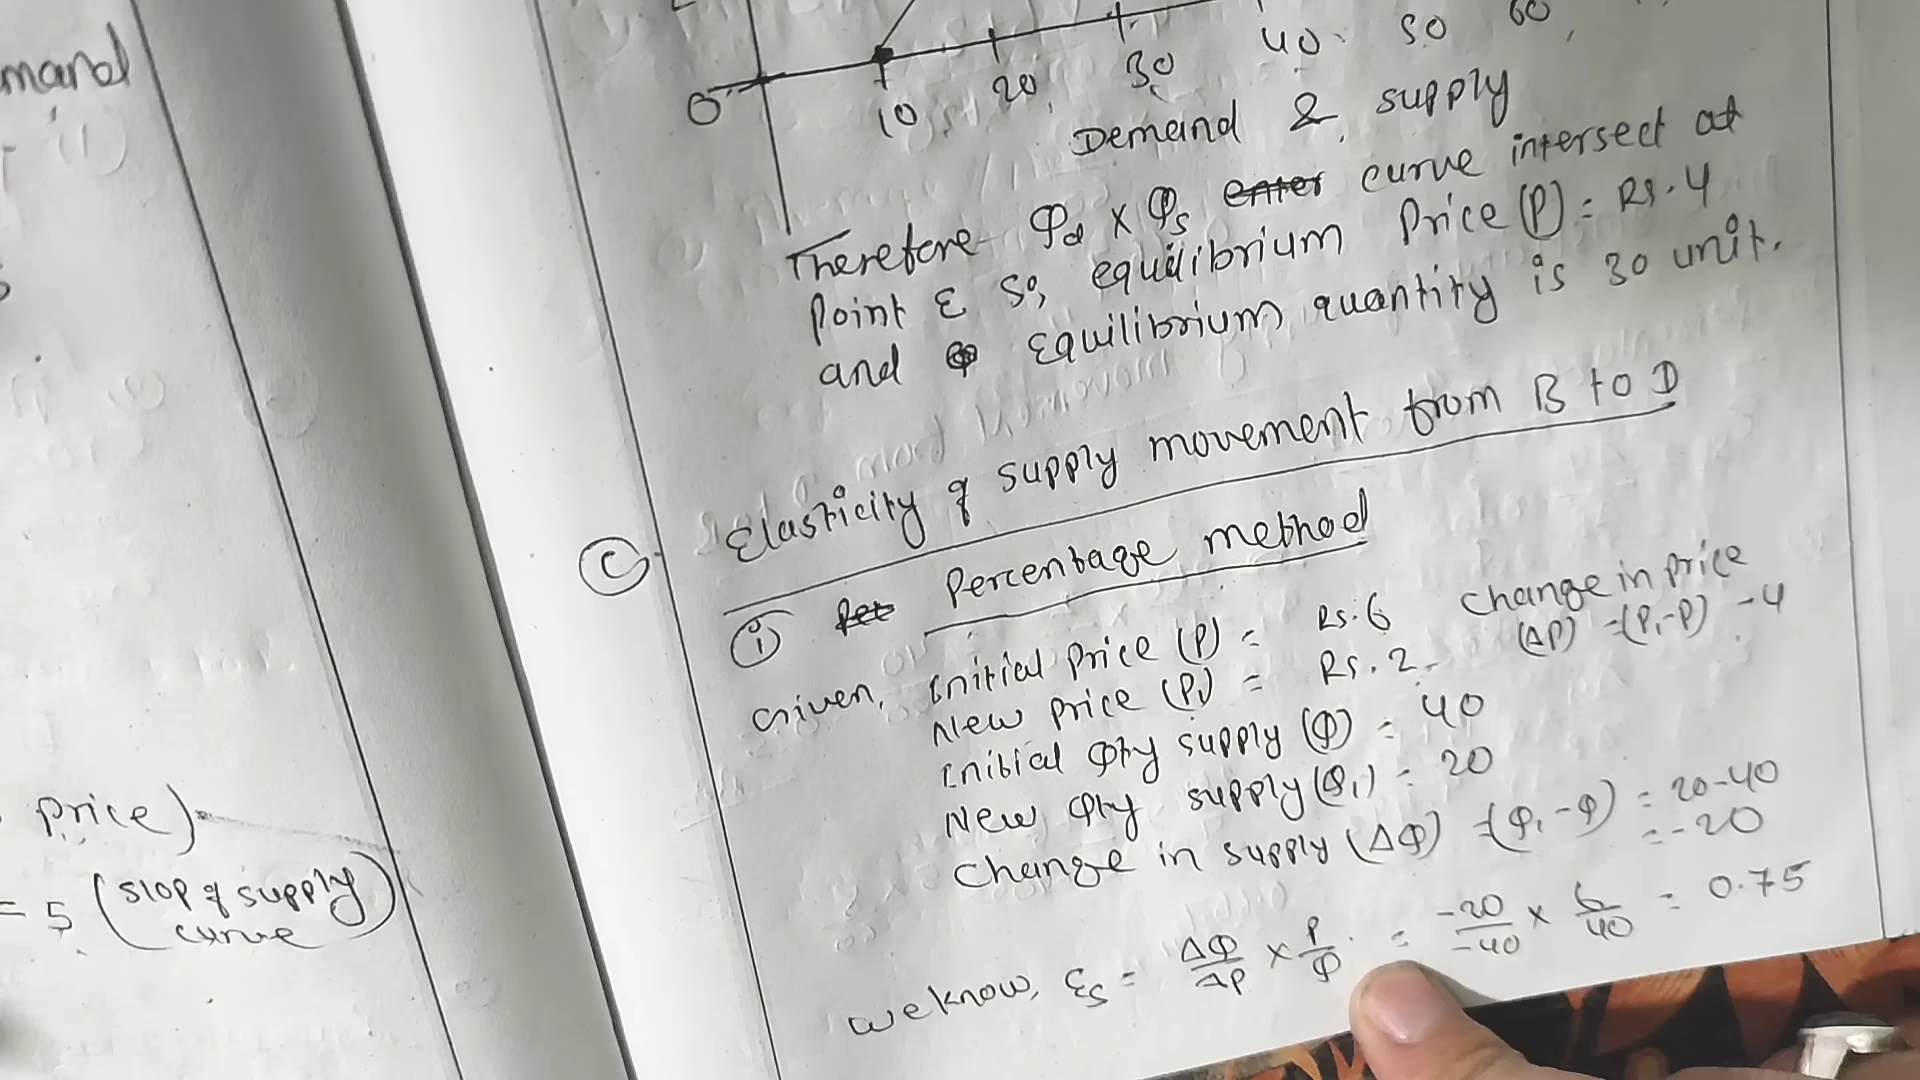 mand
(1)
Price)
= 5 (slop of supply curve)
0 10 20 30 40 50 60
Demand & supply
Therefore Qd x Qs enter curve intersect at
Point E so, equilibrium Price (P) = Rs. 4
and Equilibrium quantity is 30 unit.
C Elasticity of supply movement from B to D
(i) Per Percentage method
Given, Initial Price (P) = Rs. 6 Change in price
New price (P1) = Rs. 2 (ΔP) = (P1-P) -4
Initial Qty supply (Q) = 40
New Qty supply (Q1) = 20
Change in supply (ΔQ) = (Q1-Q) = 20-40
= -20
we know, Es = ΔQ/ΔP x P/Q = -20/-40 x 6/40 = 0.75